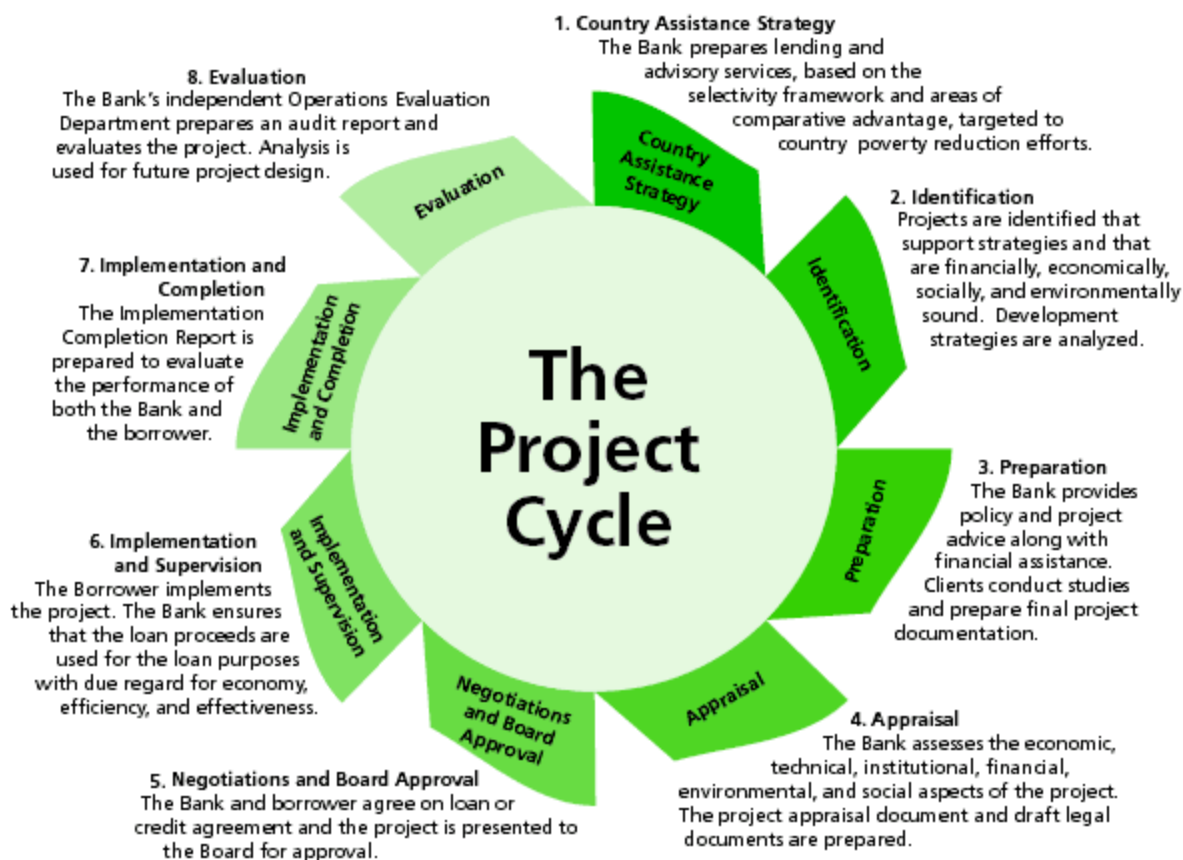 1. Country Assistance Strategy
The Bank prepares lending and
advisory services, based on the
selectivity framework and areas of
comparative advantage, targeted to
country poverty reduction efforts.
2. Identification
Projects are identified that
support strategies and that
are financially, economically,
socially, and environmentally
sound. Development
strategies are analyzed.
3. Preparation
The Bank provides
policy and project
advice along with
financial assistance.
Clients conduct studies
and prepare final project
documentation.
4. Appraisal
The Bank assesses the economic,
technical, institutional, financial,
environmental, and social aspects of the project.
The project appraisal document and draft legal
documents are prepared.
5. Negotiations and Board Approval
The Bank and borrower agree on loan or
credit agreement and the project is presented to
the Board for approval.
6. Implementation
and Supervision
The Borrower implements
the project. The Bank ensures
that the loan proceeds are
used for the loan purposes
with due regard for economy,
efficiency, and effectiveness.
7. Implementation and
Completion
The Implementation
Completion Report is
prepared to evaluate
the performance of
both the Bank and
the borrower.
8. Evaluation
The Bank's independent Operations Evaluation
Department prepares an audit report and
evaluates the project. Analysis is
used for future project design.
Country
Assistance
Strategy
Identification
Preparation
Appraisal
Negotiations
and Board
Approval
Implementation
and Supervision
Implementation
and Completion
Evaluation
The
Project
Cycle